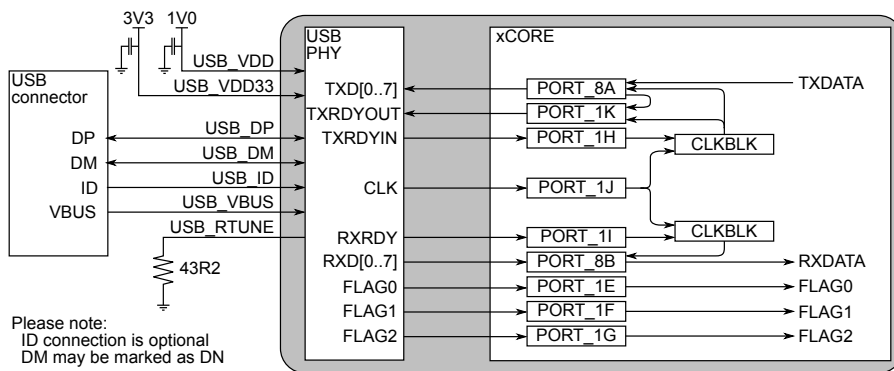 3V3 1V0
USB_VDD
USB_VDD33
USB
connector
DP
DM
ID
VBUS
USB_DP
USB_DM
USB_ID
USB_VBUS
USB_RTUNE
43R2
Please note:
ID connection is optional
DM may be marked as DN
USB
PHY
TXD[0..7]
TXRDYOUT
TXRDYIN
CLK
RXRDY
RXD[0..7]
FLAG0
FLAG1
FLAG2
xCORE
PORT_8A
PORT_1K
PORT_1H
PORT_1J
PORT_1I
PORT_8B
PORT_1E
PORT_1F
PORT_1G
CLKBLK
CLKBLK
TXDATA
RXDATA
FLAG0
FLAG1
FLAG2